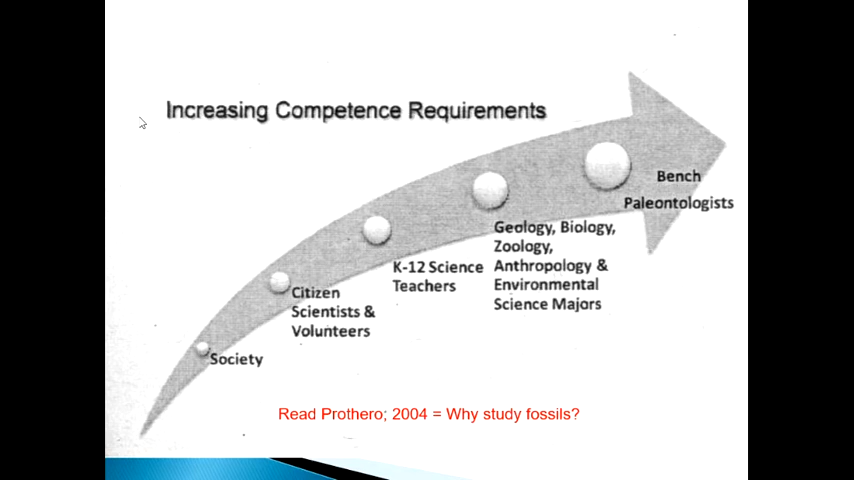 Increasing Competence Requirements
Bench
Paleontologists
Geology, Biology,
Zoology,
Anthropology &
Environmental
Science Majors
K-12 Science
Teachers
Citizen
Scientists &
Volunteers
Society
Read Prothero; 2004 = Why study fossils?